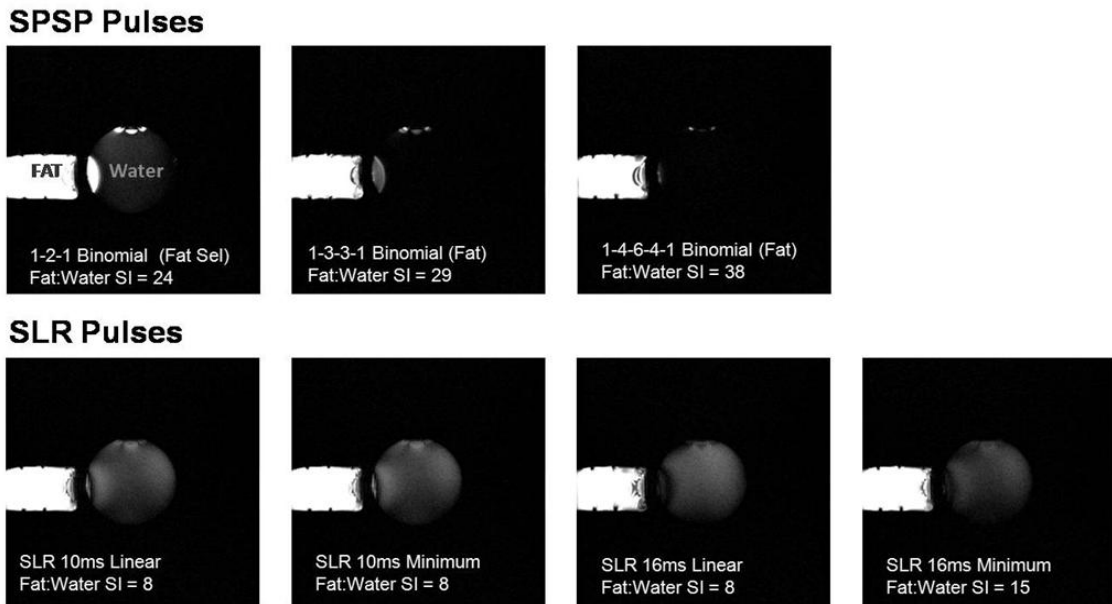 SPSP Pulses
FAT
Water
1-2-1 Binomial (Fat Sel)
Fat:Water SI = 24
1-3-3-1 Binomial (Fat)
Fat:Water SI = 29
1-4-6-4-1 Binomial (Fat)
Fat:Water SI = 38
SLR Pulses
SLR 10ms Linear
Fat:Water SI = 8
SLR 10ms Minimum
Fat:Water SI = 8
SLR 16ms Linear
Fat:Water SI = 8
SLR 16ms Minimum
Fat:Water SI = 15